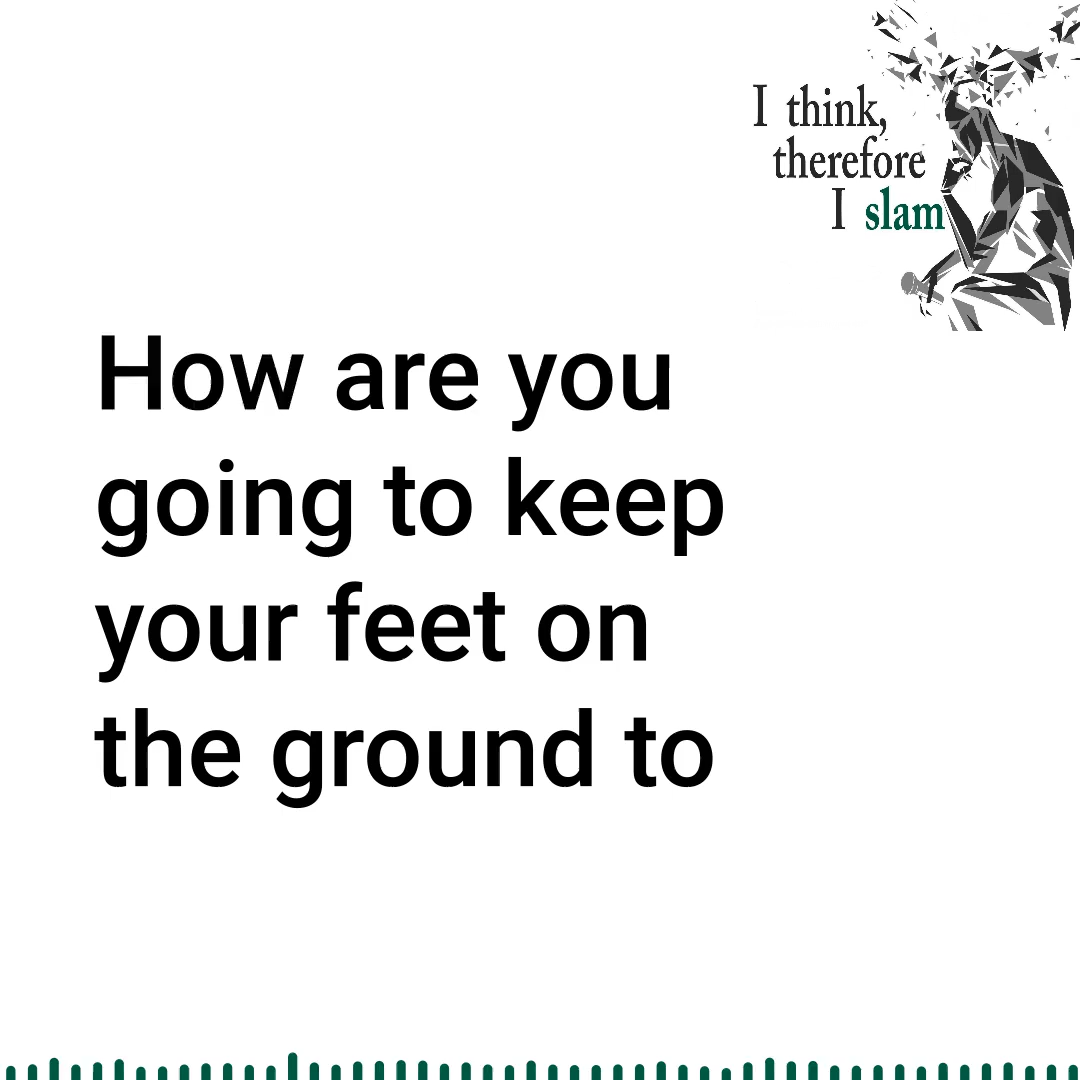 I think,
therefore
I slam
How are you
going to keep
your feet on
the ground to